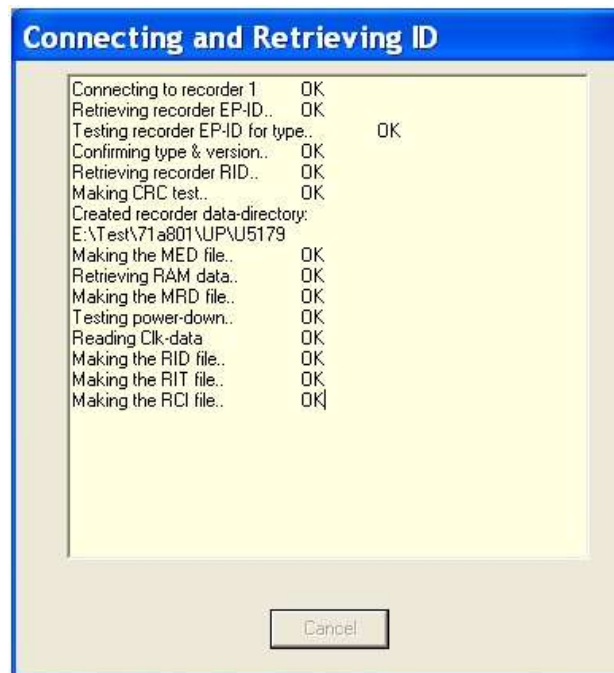 Connecting and Retrieving ID
Connecting to recorder 1 OK
Retrieving recorder EP-ID.. OK
Testing recorder EP-ID for type.. OK
Confirming type & version.. OK
Retrieving recorder RID.. OK
Making CRC test.. OK
Created recorder data-directory:
E:\Test\71a801\UP\U5179
Making the MED file.. OK
Retrieving RAM data.. OK
Making the MRD file.. OK
Testing power-down.. OK
Reading Clk-data OK
Making the RID file.. OK
Making the RIT file.. OK
Making the RCI file.. OK
Cancel